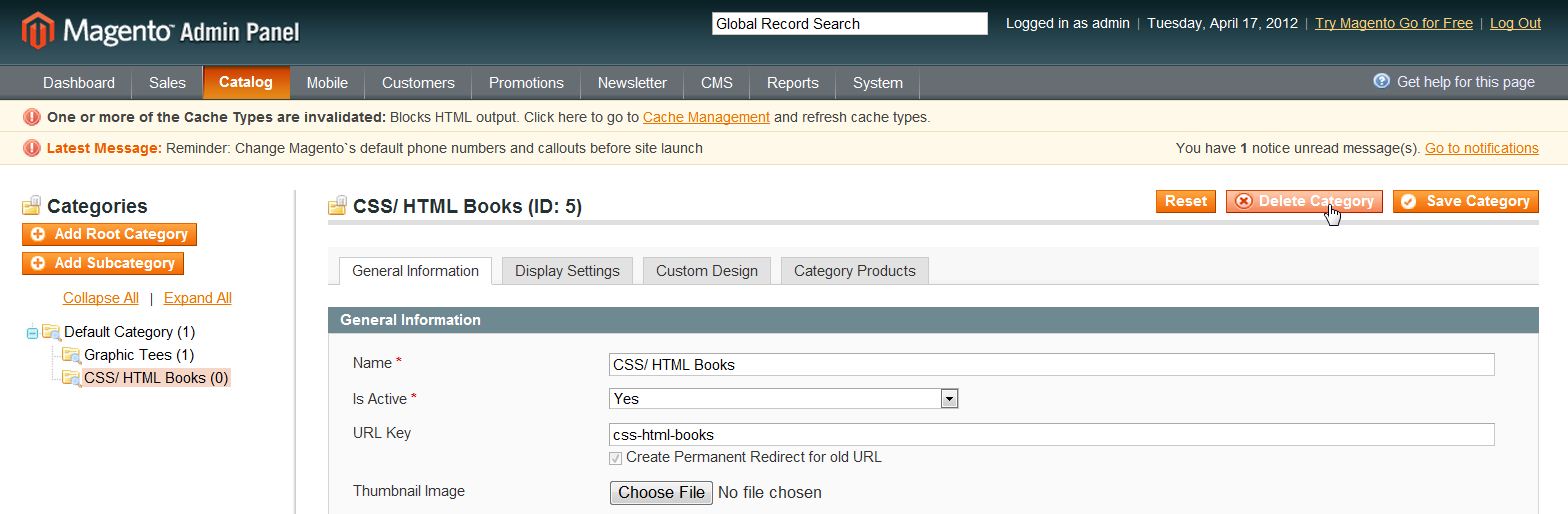 Magento™ Admin Panel
Global Record Search
Logged in as admin | Tuesday, April 17, 2012 | Try Magento Go for Free | Log Out
Dashboard Sales Catalog Mobile Customers Promotions Newsletter CMS Reports System Get help for this page
One or more of the Cache Types are invalidated: Blocks HTML output. Click here to go to Cache Management and refresh cache types.
Latest Message: Reminder: Change Magento`s default phone numbers and callouts before site launch You have 1 notice unread message(s). Go to notifications
Categories
Add Root Category
Add Subcategory
Collapse All | Expand All
Default Category (1)
Graphic Tees (1)
CSS/ HTML Books (0)
CSS/ HTML Books (ID: 5)
Reset Delete Category Save Category
General Information Display Settings Custom Design Category Products
General Information
Name * CSS/ HTML Books
Is Active * Yes
URL Key css-html-books
Create Permanent Redirect for old URL
Thumbnail Image Choose File No file chosen